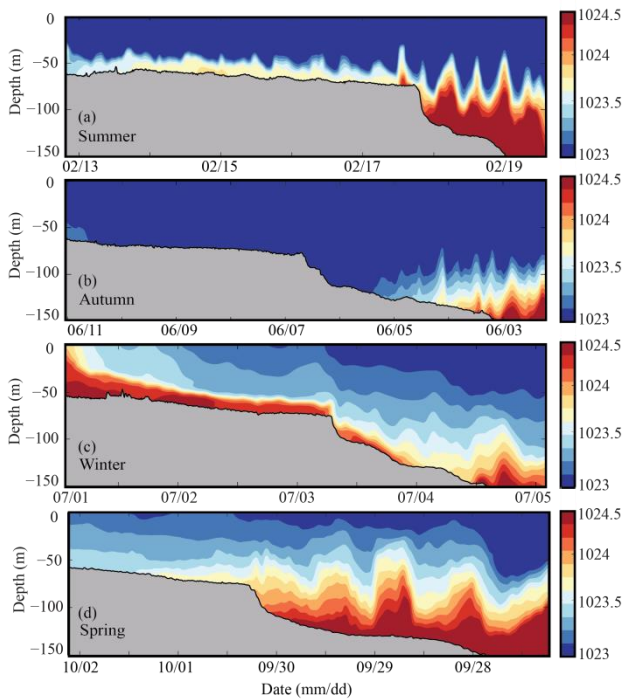 0
−50
−100
−150
Depth (m)
(a)
Summer
02/13 02/15 02/17 02/19
1024.5
1024
1023.5
1023
0
−50
−100
−150
Depth (m)
(b)
Autumn
06/11 06/09 06/07 06/05 06/03
1024.5
1024
1023.5
1023
0
−50
−100
−150
Depth (m)
(c)
Winter
07/01 07/02 07/03 07/04 07/05
1024.5
1024
1023.5
1023
0
−50
−100
−150
Depth (m)
(d)
Spring
10/02 10/01 09/30 09/29 09/28
1024.5
1024
1023.5
1023
Date (mm/dd)